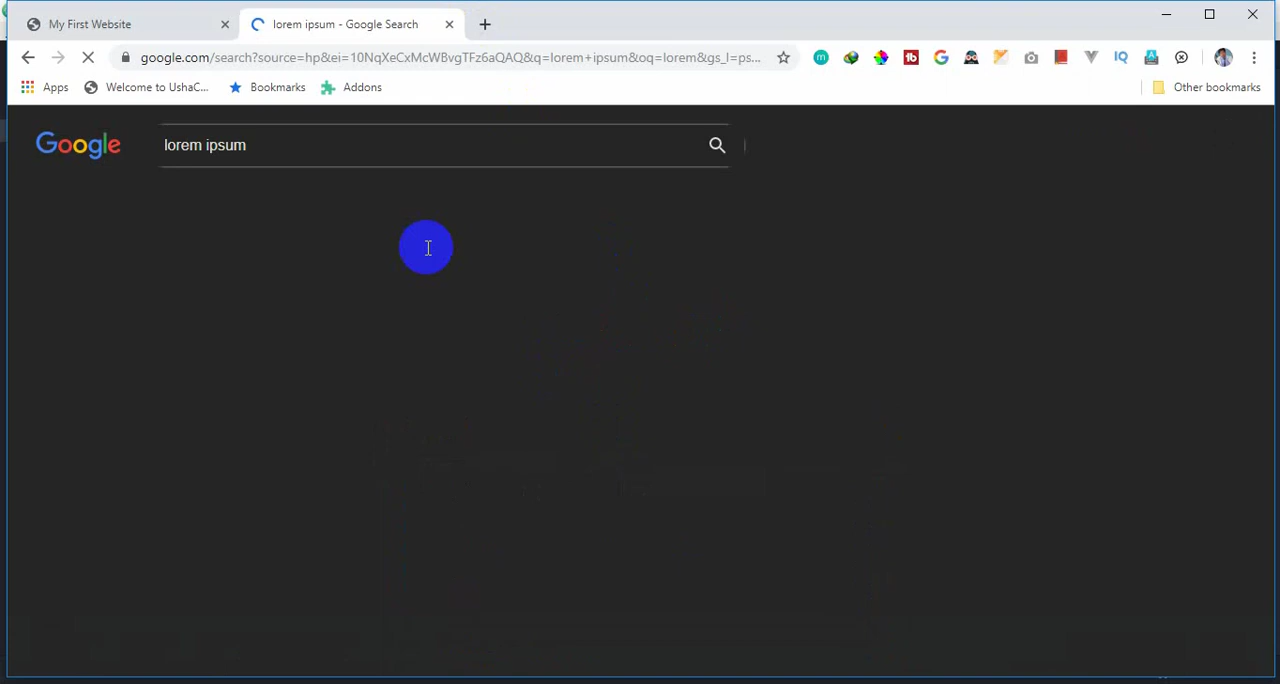 My First Website
lorem ipsum - Google Search
google.com/search?source=hp&ei=10NqXeCxMcWBvgTFz6aQAQ&q=lorem+ipsum&oq=lorem&gs_l=ps...
Apps
Welcome to UshaC...
Bookmarks
Addons
Other bookmarks
Google
lorem ipsum